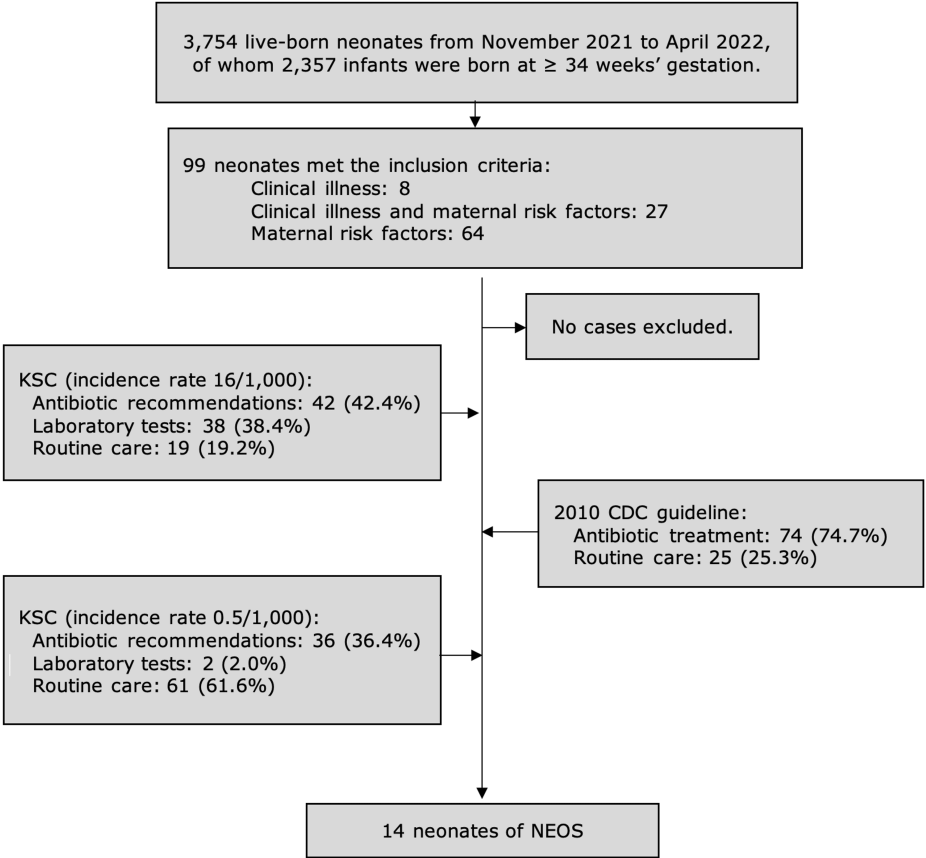 3,754 live-born neonates from November 2021 to April 2022,
of whom 2,357 infants were born at ≥ 34 weeks’ gestation.
99 neonates met the inclusion criteria:
Clinical illness: 8
Clinical illness and maternal risk factors: 27
Maternal risk factors: 64
No cases excluded.
KSC (incidence rate 16/1,000):
Antibiotic recommendations: 42 (42.4%)
Laboratory tests: 38 (38.4%)
Routine care: 19 (19.2%)
2010 CDC guideline:
Antibiotic treatment: 74 (74.7%)
Routine care: 25 (25.3%)
KSC (incidence rate 0.5/1,000):
Antibiotic recommendations: 36 (36.4%)
Laboratory tests: 2 (2.0%)
Routine care: 61 (61.6%)
14 neonates of NEOS